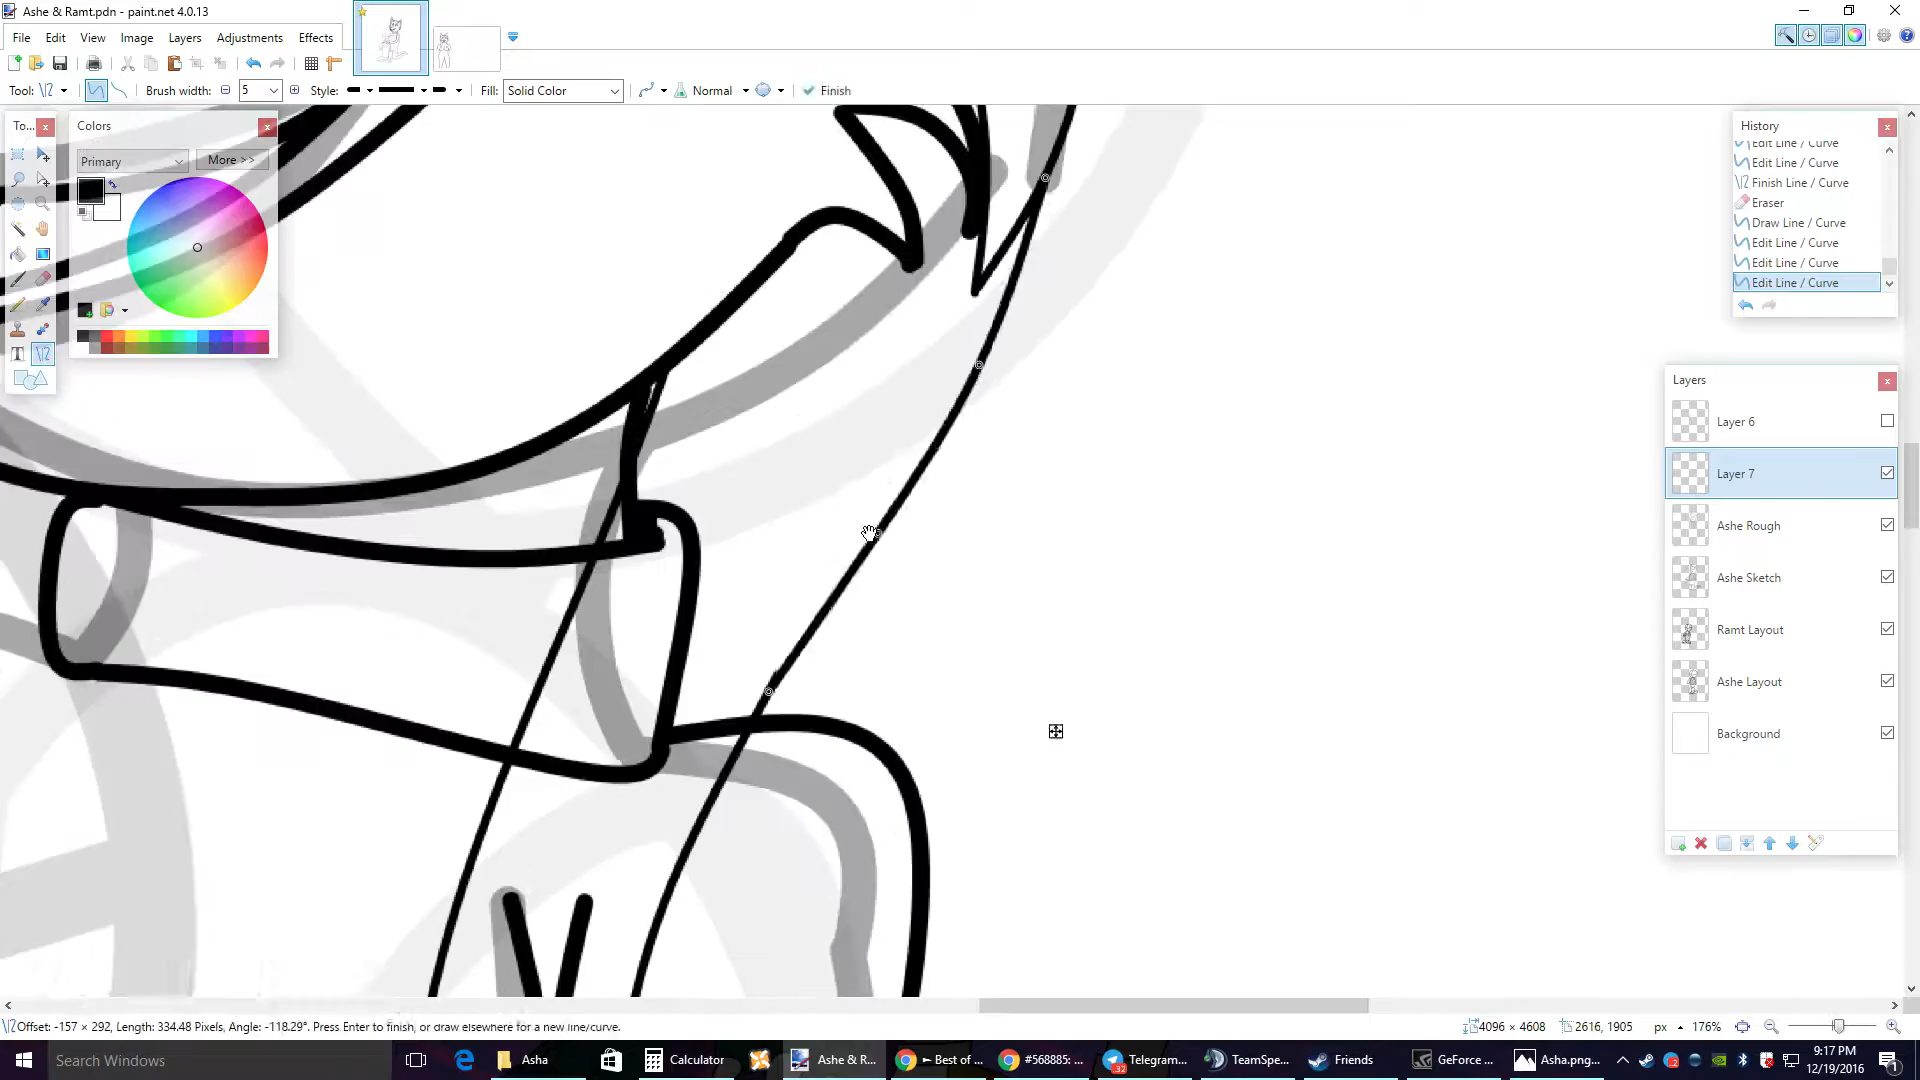 Ashe & Ramt.pdn - paint.net 4.0.13
File Edit View Image Layers Adjustments Effects
Tool: Brush width: 5 Style: Fill: Solid Color Normal Finish
To...
Colors
Primary
More >>
History
Edit Line / Curve
Edit Line / Curve
Finish Line / Curve
Eraser
Draw Line / Curve
Edit Line / Curve
Edit Line / Curve
Edit Line / Curve
Layers
Layer 6
Layer 7
Ashe Rough
Ashe Sketch
Ramt Layout
Ashe Layout
Background
Offset: -157 × 292, Length: 334.48 Pixels, Angle: -118.29°. Press Enter to finish, or draw elsewhere for a new line/curve.
4096 × 4608 2616, 1905 px 176%
Search Windows
Asha
Calculator
Ashe & R...
► Best of ...
#568885: ...
32
Telegram...
TeamSpe...
Friends
GeForce ...
Asha.png...
2
9:17 PM
12/19/2016
1